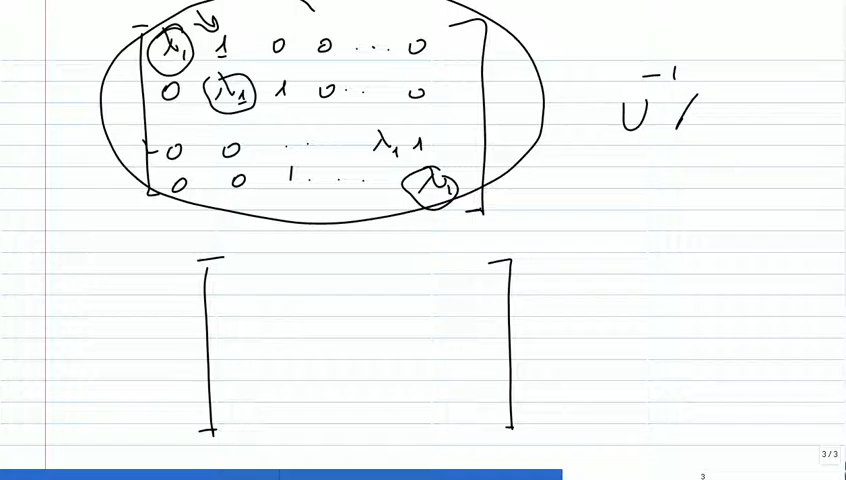 λ₁ 1 0 0 ... 0
0 λ₁ 1 0 .. 0
0 0 .. λ₁ 1
0 0 1 . . . λ₁
U⁻¹
3 / 3
3